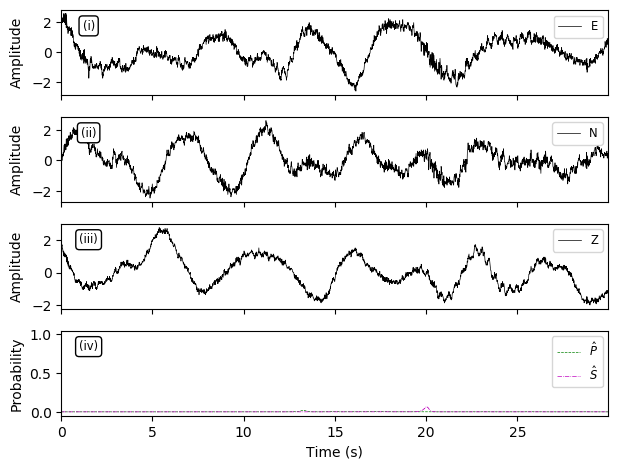 Amplitude
2
0
−2
(i)
E
Amplitude
2
0
−2
(ii)
N
Amplitude
2
0
−2
(iii)
Z
Probability
1.0
0.5
0.0
(iv)
P̂
Ŝ
0 5 10 15 20 25
Time (s)